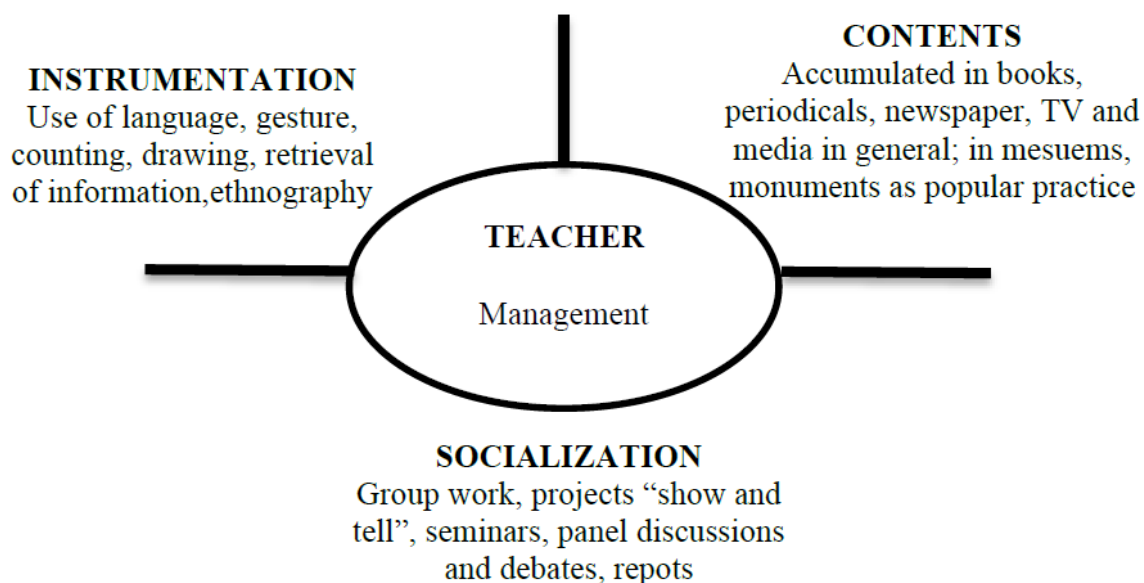 INSTRUMENTATION
Use of language, gesture,
counting, drawing, retrieval
of information,ethnography
CONTENTS
Accumulated in books,
periodicals, newspaper, TV and
media in general; in mesuems,
monuments as popular practice
TEACHER
Management
SOCIALIZATION
Group work, projects “show and
tell”, seminars, panel discussions
and debates, repots